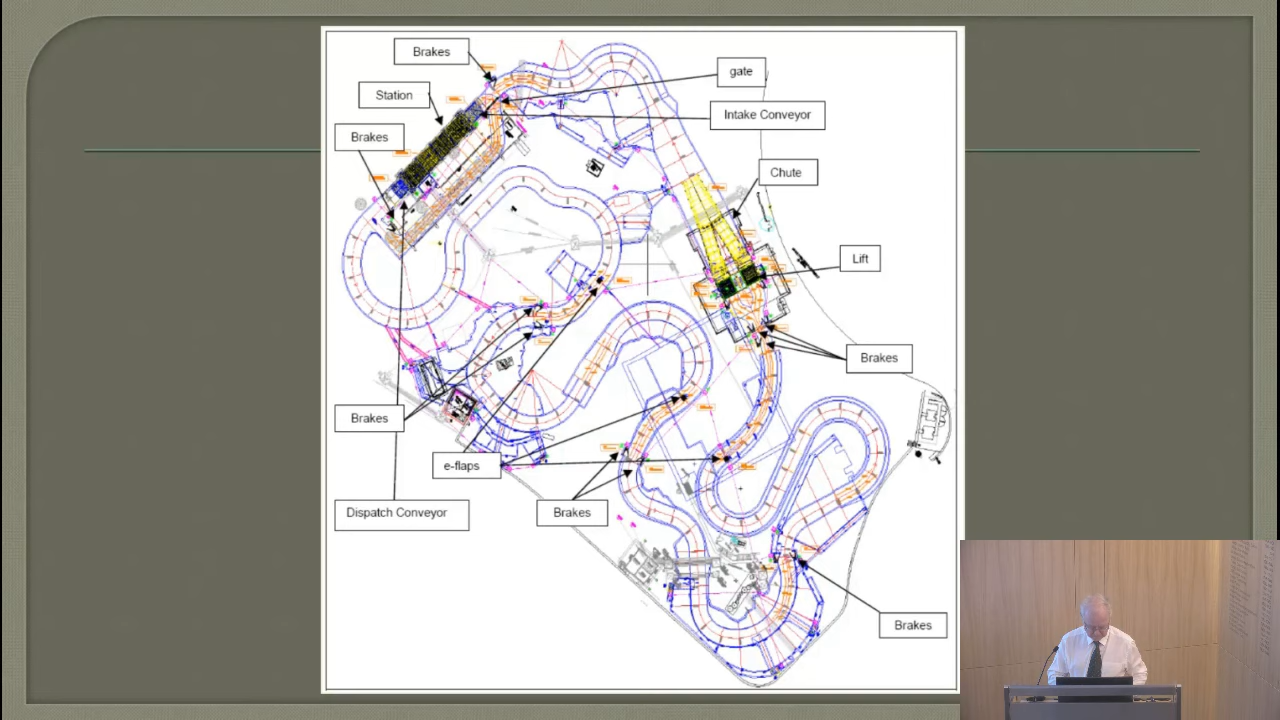 Brakes
gate
Station
Intake Conveyor
Brakes
Chute
Lift
Brakes
Brakes
e-flaps
Dispatch Conveyor
Brakes
Brakes